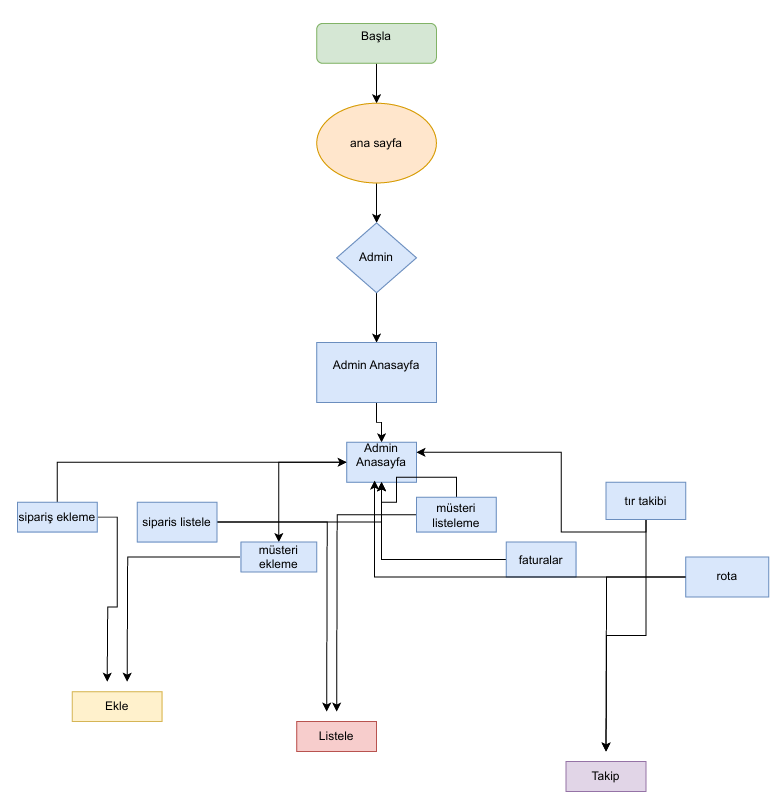 Başla
ana sayfa
Admin
Admin Anasayfa
Admin
Anasayfa
sipariş ekleme
siparis listele
müsteri
listeleme
tır takibi
müsteri
ekleme
faturalar
rota
Ekle
Listele
Takip